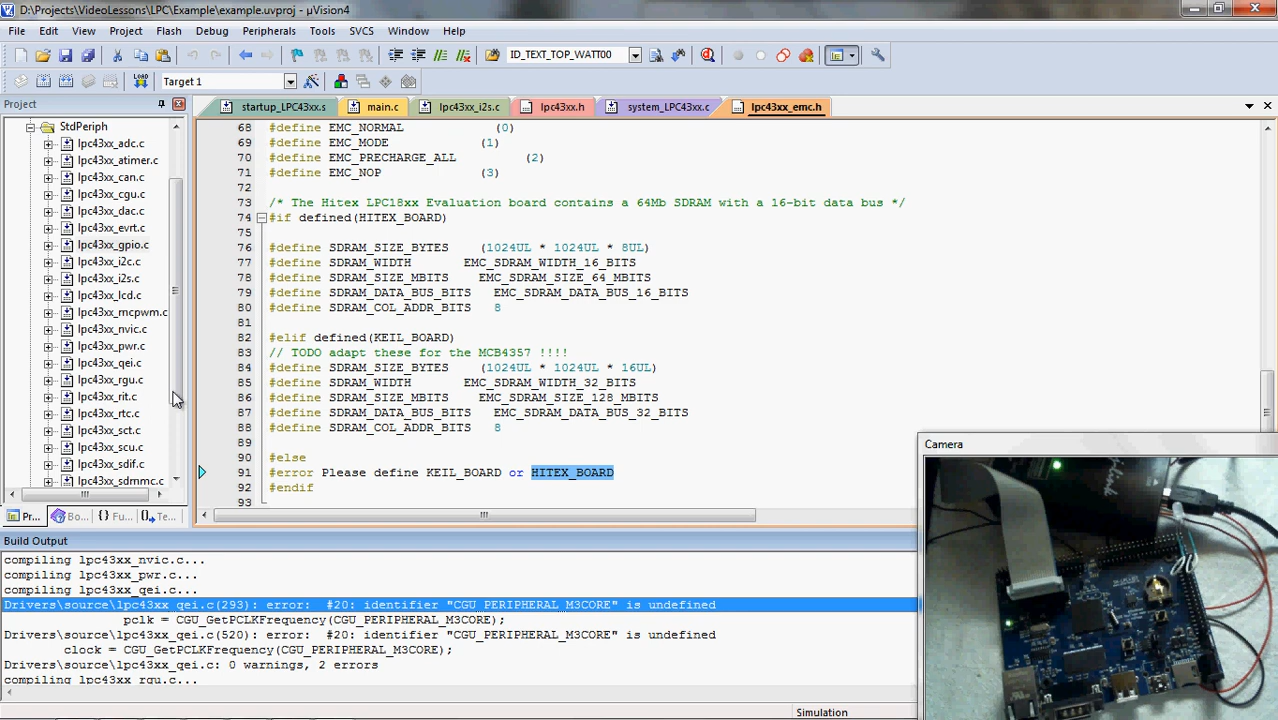 D:\Projects\VideoLessons\LPC\Example\example.uvproj - µVision4
File Edit View Project Flash Debug Peripherals Tools SVCS Window Help
ID_TEXT_TOP_WATT00
LOAD Target 1
Project
startup_LPC43xx.s main.c lpc43xx_i2s.c lpc43xx.h system_LPC43xx.c lpc43xx_emc.h
StdPeriph
lpc43xx_adc.c
lpc43xx_atimer.c
lpc43xx_can.c
lpc43xx_cgu.c
lpc43xx_dac.c
lpc43xx_evrt.c
lpc43xx_gpio.c
lpc43xx_i2c.c
lpc43xx_i2s.c
lpc43xx_lcd.c
lpc43xx_mcpwm.c
lpc43xx_nvic.c
lpc43xx_pwr.c
lpc43xx_qei.c
lpc43xx_rgu.c
lpc43xx_rit.c
lpc43xx_rtc.c
lpc43xx_sct.c
lpc43xx_scu.c
lpc43xx_sdif.c
lpc43xx_sdmmc.c
Pr... Bo... {} Fu... Te...
68 #define EMC_NORMAL (0)
69 #define EMC_MODE (1)
70 #define EMC_PRECHARGE_ALL (2)
71 #define EMC_NOP (3)
72
73 /* The Hitex LPC18xx Evaluation board contains a 64Mb SDRAM with a 16-bit data bus */
74 #if defined(HITEX_BOARD)
75
76 #define SDRAM_SIZE_BYTES (1024UL * 1024UL * 8UL)
77 #define SDRAM_WIDTH EMC_SDRAM_WIDTH_16_BITS
78 #define SDRAM_SIZE_MBITS EMC_SDRAM_SIZE_64_MBITS
79 #define SDRAM_DATA_BUS_BITS EMC_SDRAM_DATA_BUS_16_BITS
80 #define SDRAM_COL_ADDR_BITS 8
81
82 #elif defined(KEIL_BOARD)
83 // TODO adapt these for the MCB4357 !!!!
84 #define SDRAM_SIZE_BYTES (1024UL * 1024UL * 16UL)
85 #define SDRAM_WIDTH EMC_SDRAM_WIDTH_32_BITS
86 #define SDRAM_SIZE_MBITS EMC_SDRAM_SIZE_128_MBITS
87 #define SDRAM_DATA_BUS_BITS EMC_SDRAM_DATA_BUS_32_BITS
88 #define SDRAM_COL_ADDR_BITS 8
89
90 #else
91 #error Please define KEIL_BOARD or HITEX_BOARD
92 #endif
93
Camera
Build Output
compiling lpc43xx_nvic.c...
compiling lpc43xx_pwr.c...
compiling lpc43xx_qei.c...
Drivers\source\lpc43xx_qei.c(293): error: #20: identifier "CGU_PERIPHERAL_M3CORE" is undefined
pclk = CGU_GetPCLKFrequency(CGU_PERIPHERAL_M3CORE);
Drivers\source\lpc43xx_qei.c(520): error: #20: identifier "CGU_PERIPHERAL_M3CORE" is undefined
clock = CGU_GetPCLKFrequency(CGU_PERIPHERAL_M3CORE);
Drivers\source\lpc43xx_qei.c: 0 warnings, 2 errors
compiling lpc43xx_rgu.c...
Simulation